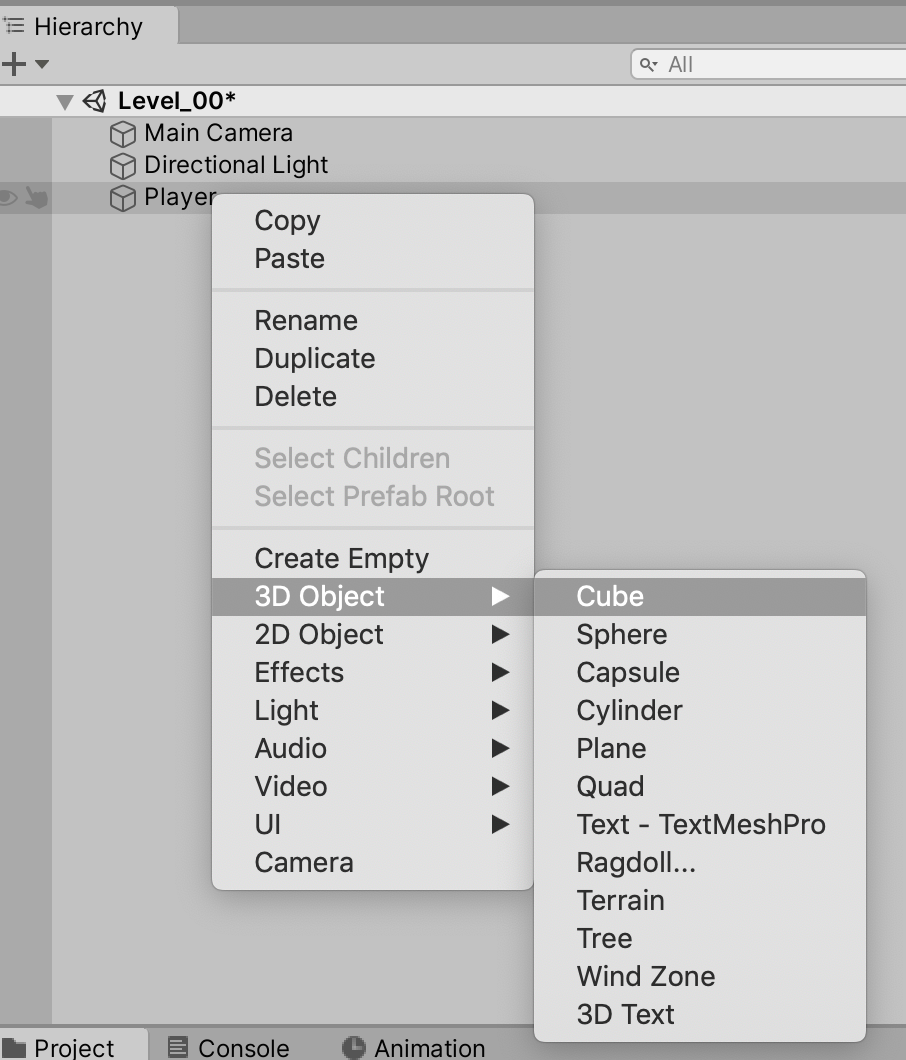 Hierarchy
All
Level_00*
Main Camera
Directional Light
Player
Copy
Paste
Rename
Duplicate
Delete
Select Children
Select Prefab Root
Create Empty
3D Object
2D Object
Effects
Light
Audio
Video
UI
Camera
Cube
Sphere
Capsule
Cylinder
Plane
Quad
Text - TextMeshPro
Ragdoll...
Terrain
Tree
Wind Zone
3D Text
Project
Console
Animation